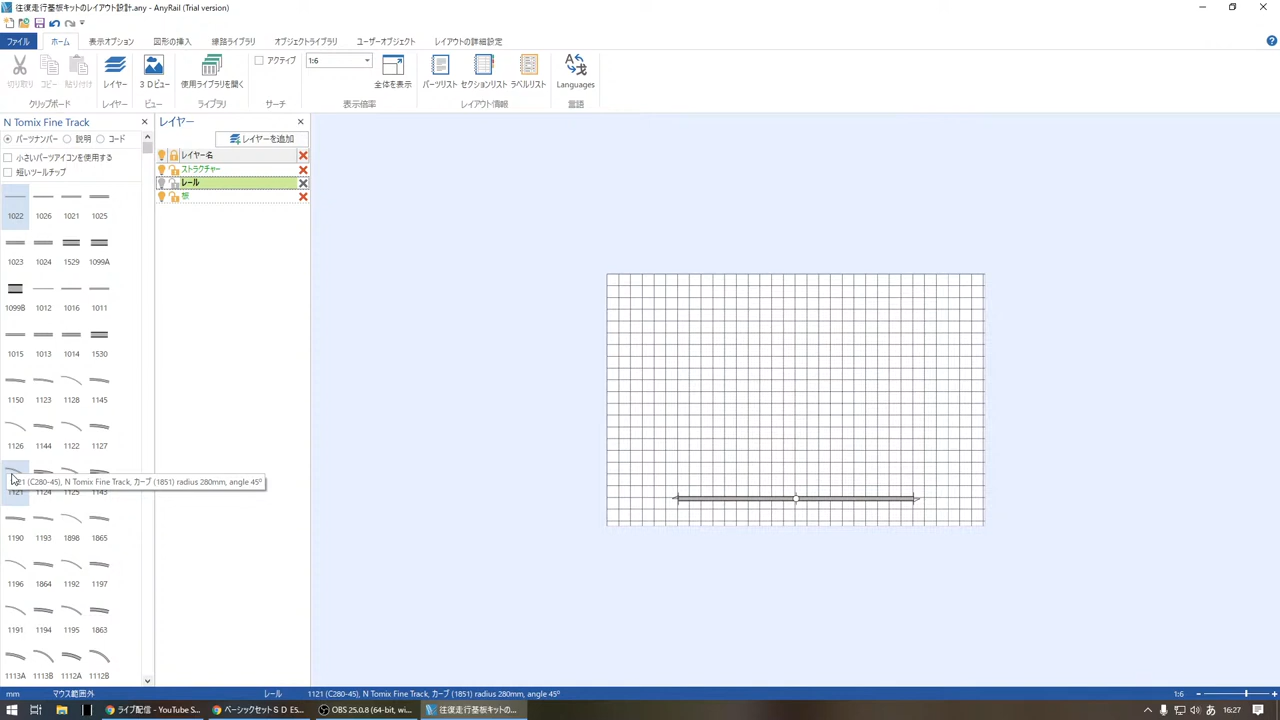 往復走行基板キットのレイアウト設計.any - AnyRail (Trial version)
ファイル ホーム 表示オプション 図形の挿入 線路ライブラリ オブジェクトライブラリ ユーザーオブジェクト レイアウトの詳細設定
アクティブ 1:6
切り取り コピー 貼り付け レイヤー 3 Dビュー 使用ライブラリを開く 全体を表示 パーツリスト セクションリスト ラベルリスト Languages
クリップボード レイヤー ビュー ライブラリ サーチ 表示倍率 レイアウト情報 言語
N Tomix Fine Track
パーツナンバー 説明 コード
小さいパーツアイコンを使用する
短いツールチップ
1022 1026 1021 1025
1023 1024 1529 1099A
1099B 1012 1016 1011
1015 1013 1014 1530
1150 1123 1128 1145
1126 1144 1122 1127
1121 (C280-45), N Tomix Fine Track, カーブ (1851) radius 280mm, angle 45º
1121 1124 1125 1143
1190 1193 1898 1865
1196 1864 1192 1197
1191 1194 1195 1863
1113A 1113B 1112A 1112B
レイヤー
レイヤーを追加
レイヤー名
ストラクチャー
レール
板
mm マウス範囲外 レール 1121 (C280-45), N Tomix Fine Track, カーブ (1851) radius 280mm, angle 45º 1:6
ライブ配信 - YouTube S... ベーシックセットＳＤ ES... OBS 25.0.8 (64-bit, wi... 往復走行基板キットの... あ 16:27